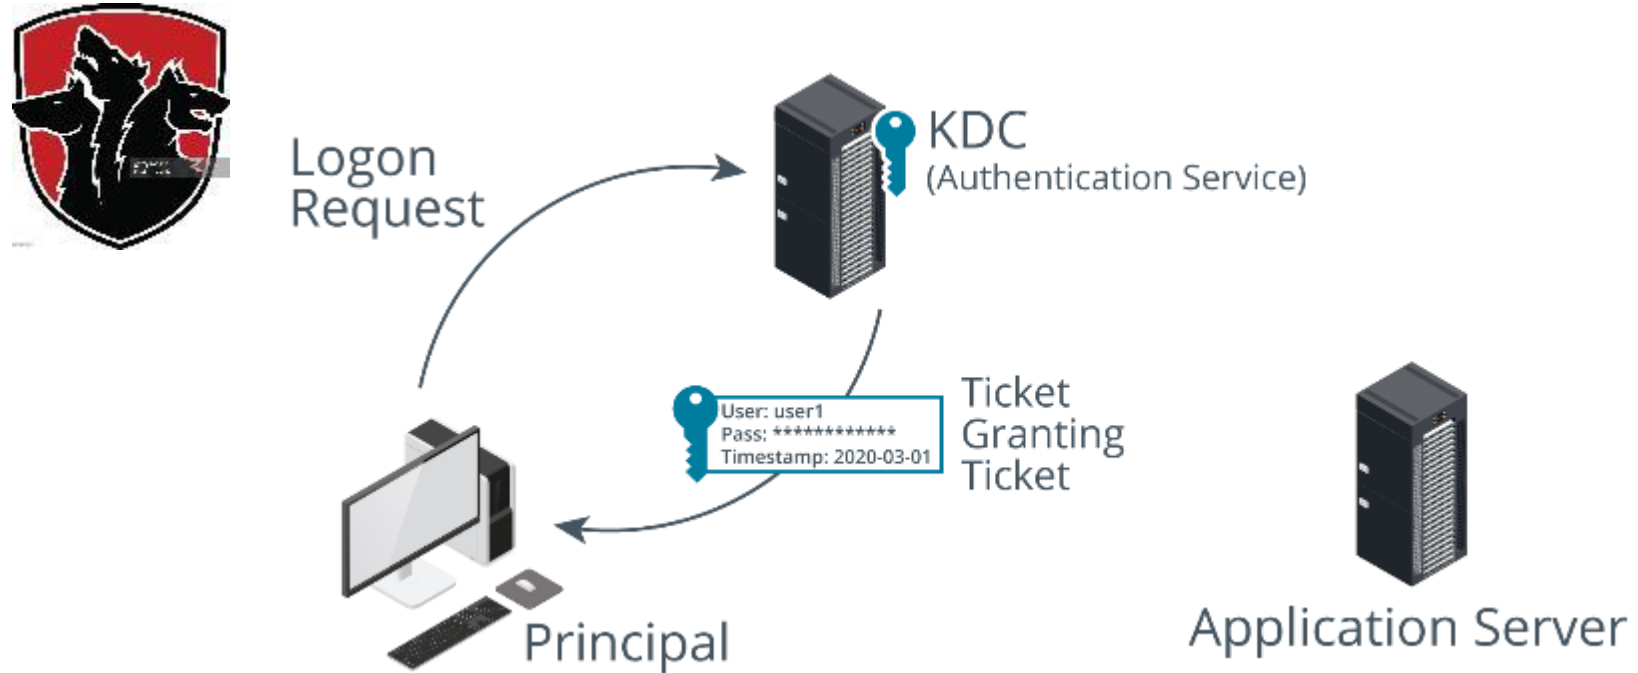 Logon
Request
KDC
(Authentication Service)
User: user1
Pass: ************
Timestamp: 2020-03-01
Ticket
Granting
Ticket
Principal
Application Server